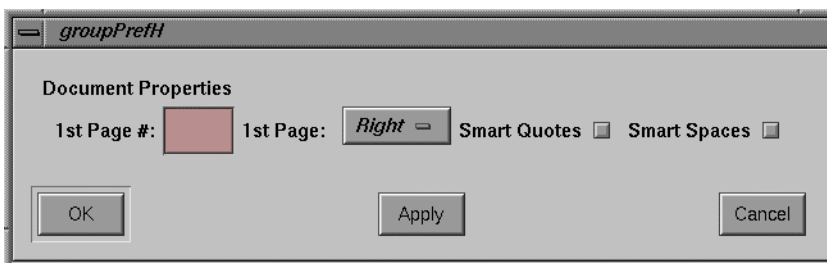 groupPrefH
Document Properties
1st Page #: 1st Page: Right Smart Quotes Smart Spaces
OK Apply Cancel